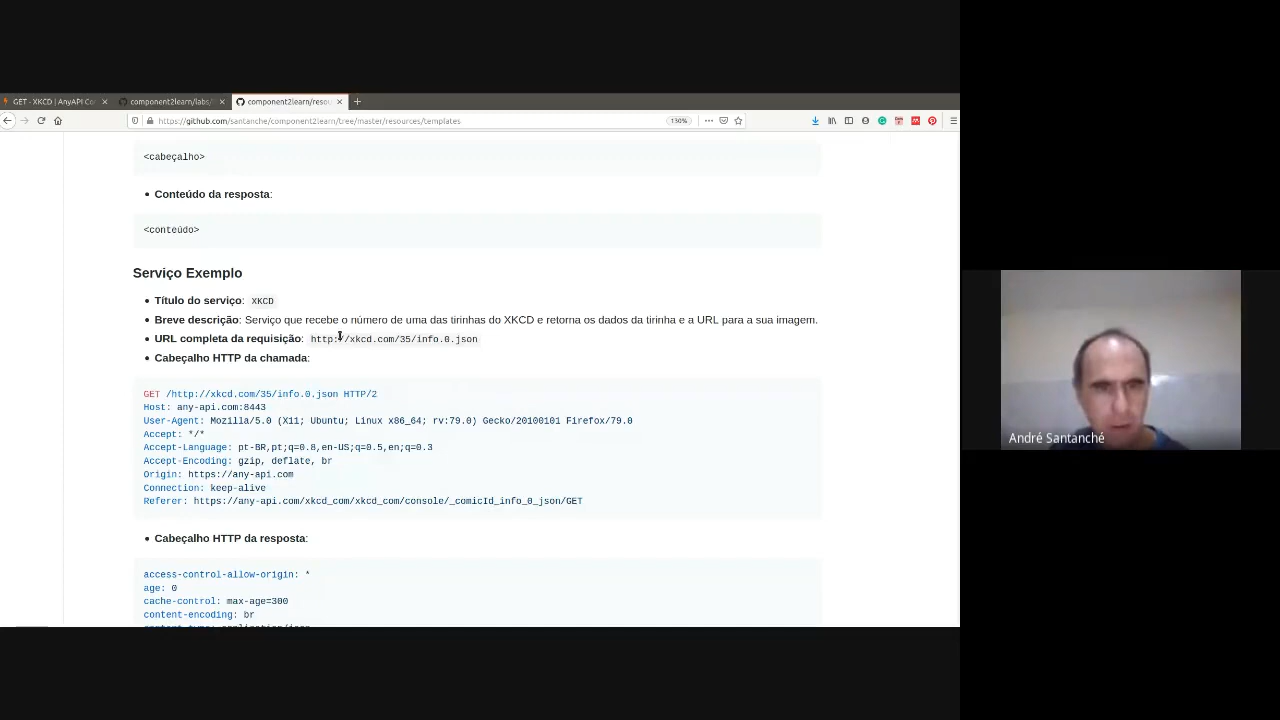 GET - XKCD | AnyAPI Co
component2learn/labs/
component2learn/resou
https://github.com/santanche/component2learn/tree/master/resources/templates
130%
<cabeçalho>
Conteúdo da resposta:
<conteúdo>
Serviço Exemplo
Título do serviço: XKCD
Breve descrição: Serviço que recebe o número de uma das tirinhas do XKCD e retorna os dados da tirinha e a URL para a sua imagem.
URL completa da requisição: http://xkcd.com/35/info.0.json
Cabeçalho HTTP da chamada:
GET /http://xkcd.com/35/info.0.json HTTP/2
Host: any-api.com:8443
User-Agent: Mozilla/5.0 (X11; Ubuntu; Linux x86_64; rv:79.0) Gecko/20100101 Firefox/79.0
Accept: */*
Accept-Language: pt-BR,pt;q=0.8,en-US;q=0.5,en;q=0.3
Accept-Encoding: gzip, deflate, br
Origin: https://any-api.com
Connection: keep-alive
Referer: https://any-api.com/xkcd_com/xkcd_com/console/_comicId_info_0_json/GET
Cabeçalho HTTP da resposta:
access-control-allow-origin: *
age: 0
cache-control: max-age=300
content-encoding: br
content-type: application/json
André Santanchè